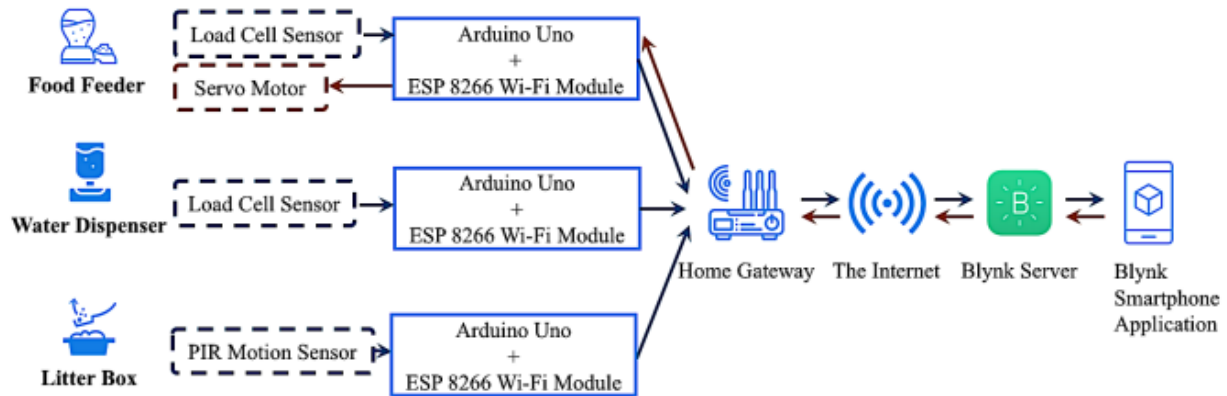 Load Cell Sensor
Arduino Uno
+
ESP 8266 Wi-Fi Module
Food Feeder
Servo Motor
Water Dispenser
Load Cell Sensor
Arduino Uno
+
ESP 8266 Wi-Fi Module
Litter Box
PIR Motion Sensor
Arduino Uno
+
ESP 8266 Wi-Fi Module
Home Gateway
The Internet
B
Blynk Server
Blynk
Smartphone
Application